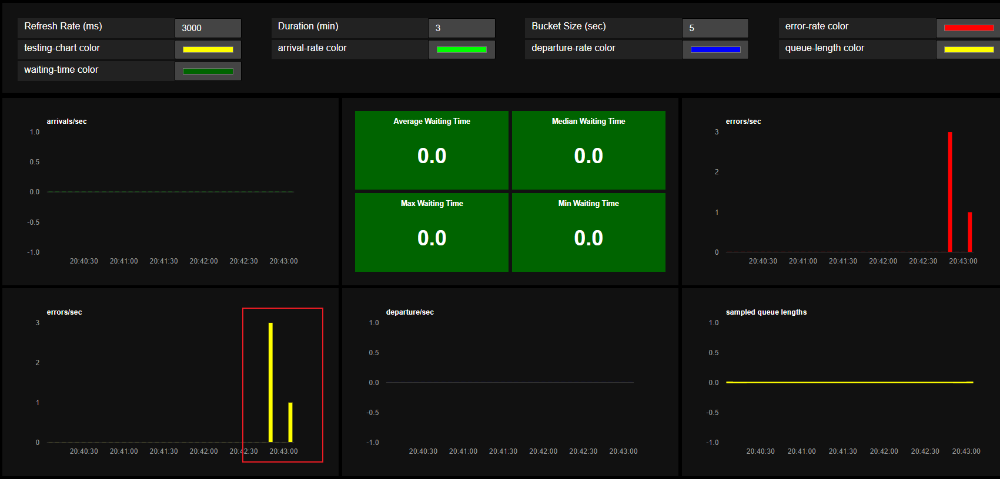 Refresh Rate (ms) 3000 Duration (min) 3 Bucket Size (sec) 5 error-rate color
testing-chart color arrival-rate color departure-rate color queue-length color
waiting-time color
arrivals/sec
1.0
0.5
0.0
-0.5
-1.0
20:40:30 20:41:00 20:41:30 20:42:00 20:42:30 20:43:00
Average Waiting Time
0.0
Median Waiting Time
0.0
Max Waiting Time
0.0
Min Waiting Time
0.0
errors/sec
3
2
1
0
20:40:30 20:41:00 20:41:30 20:42:00 20:42:30 20:43:00
errors/sec
3
2
1
0
20:40:30 20:41:00 20:41:30 20:42:00 20:42:30 20:43:00
departure/sec
1.0
0.5
0.0
-0.5
-1.0
20:40:30 20:41:00 20:41:30 20:42:00 20:42:30 20:43:00
sampled queue lengths
1.0
0.5
0.0
-0.5
-1.0
20:40:30 20:41:00 20:41:30 20:42:00 20:42:30 20:43:00